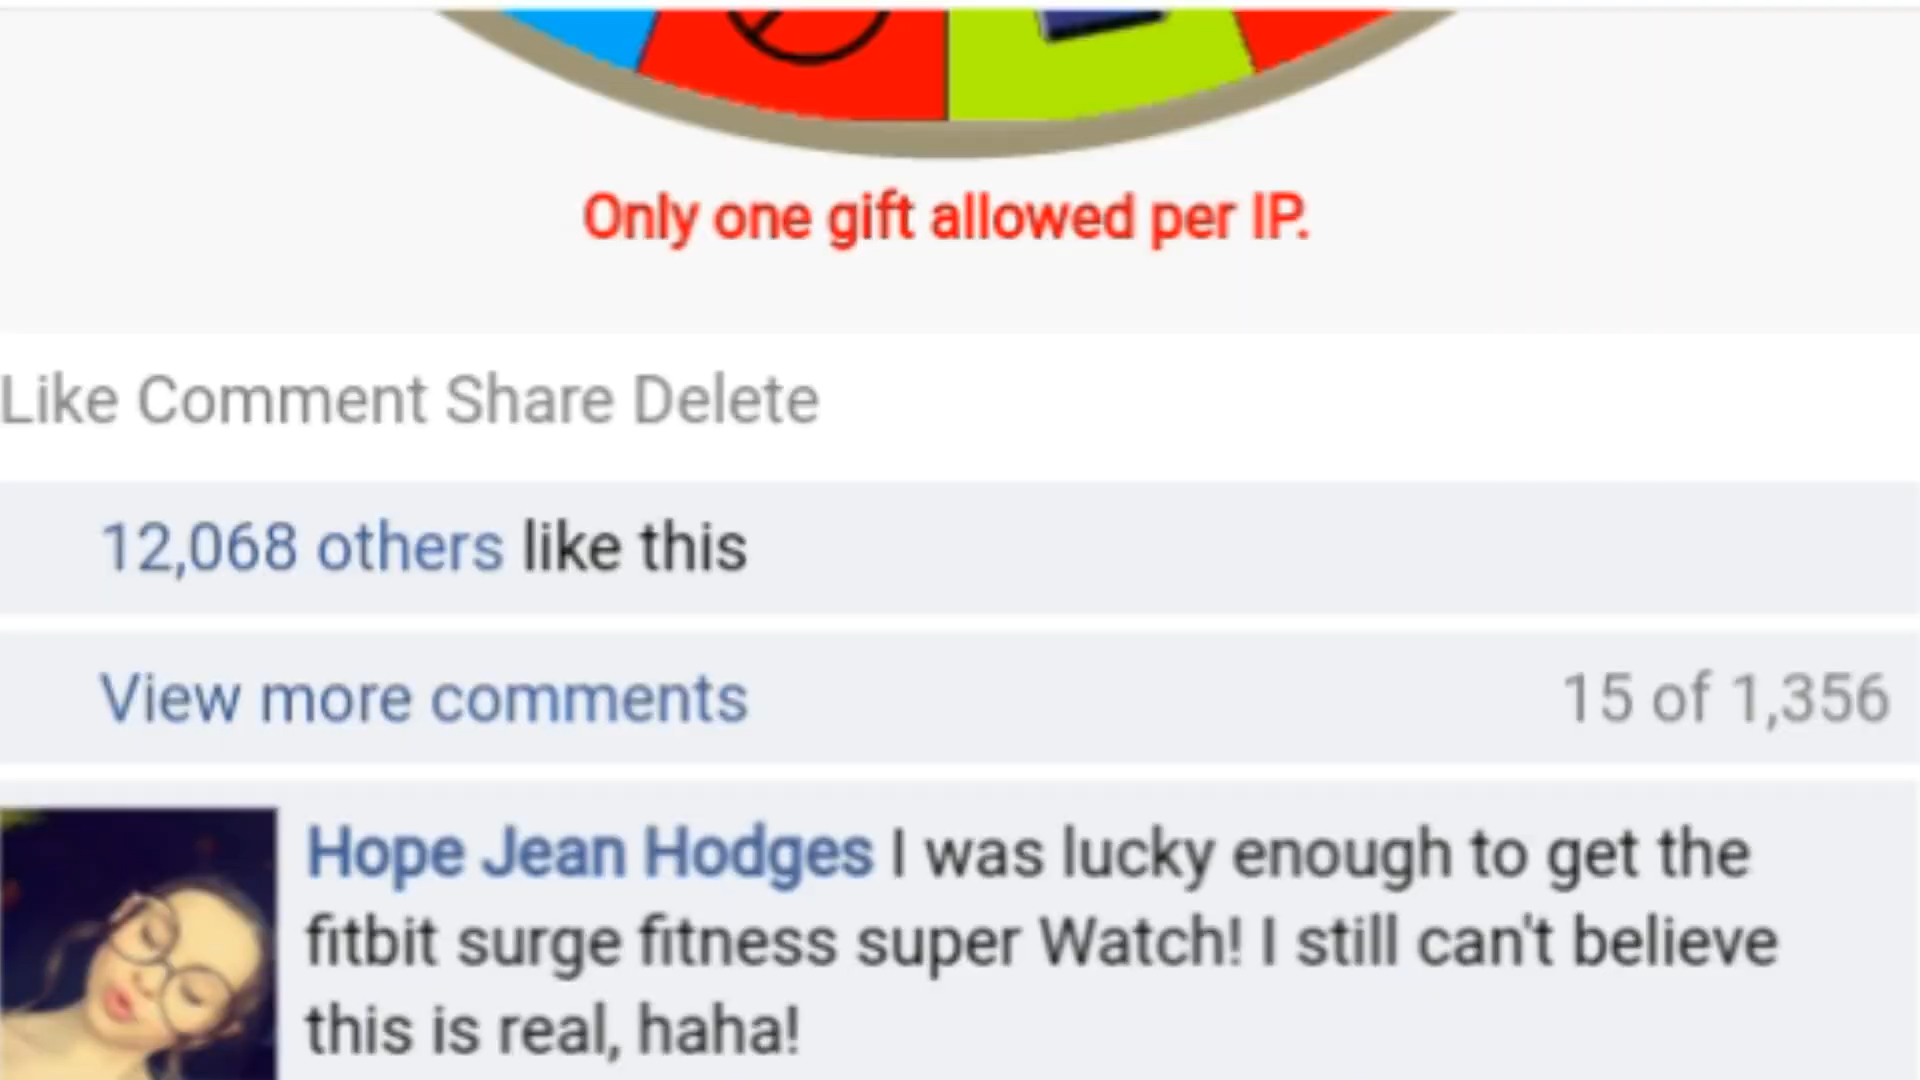 Only one gift allowed per IP.
Like Comment Share Delete
12,068 others like this
View more comments 15 of 1,356
Hope Jean Hodges I was lucky enough to get the
fitbit surge fitness super Watch! I still can't believe
this is real, haha!